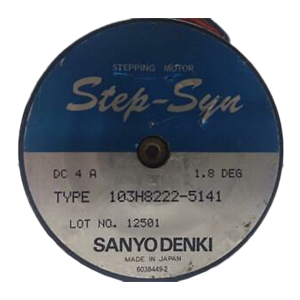 STEPPING MOTOR
Step-Syn
DC 4 A 1.8 DEG
TYPE 103H8222-5141
LOT NO. 12501
SANYO DENKI
MADE IN JAPAN
6038449-2